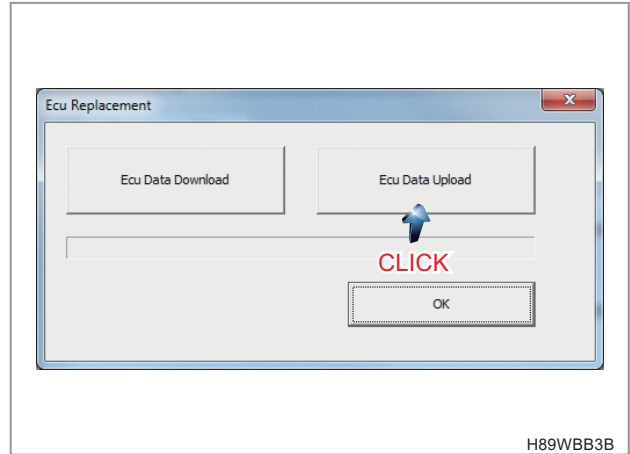 Ecu Replacement
Ecu Data Download
Ecu Data Upload
CLICK
OK
H89WBB3B